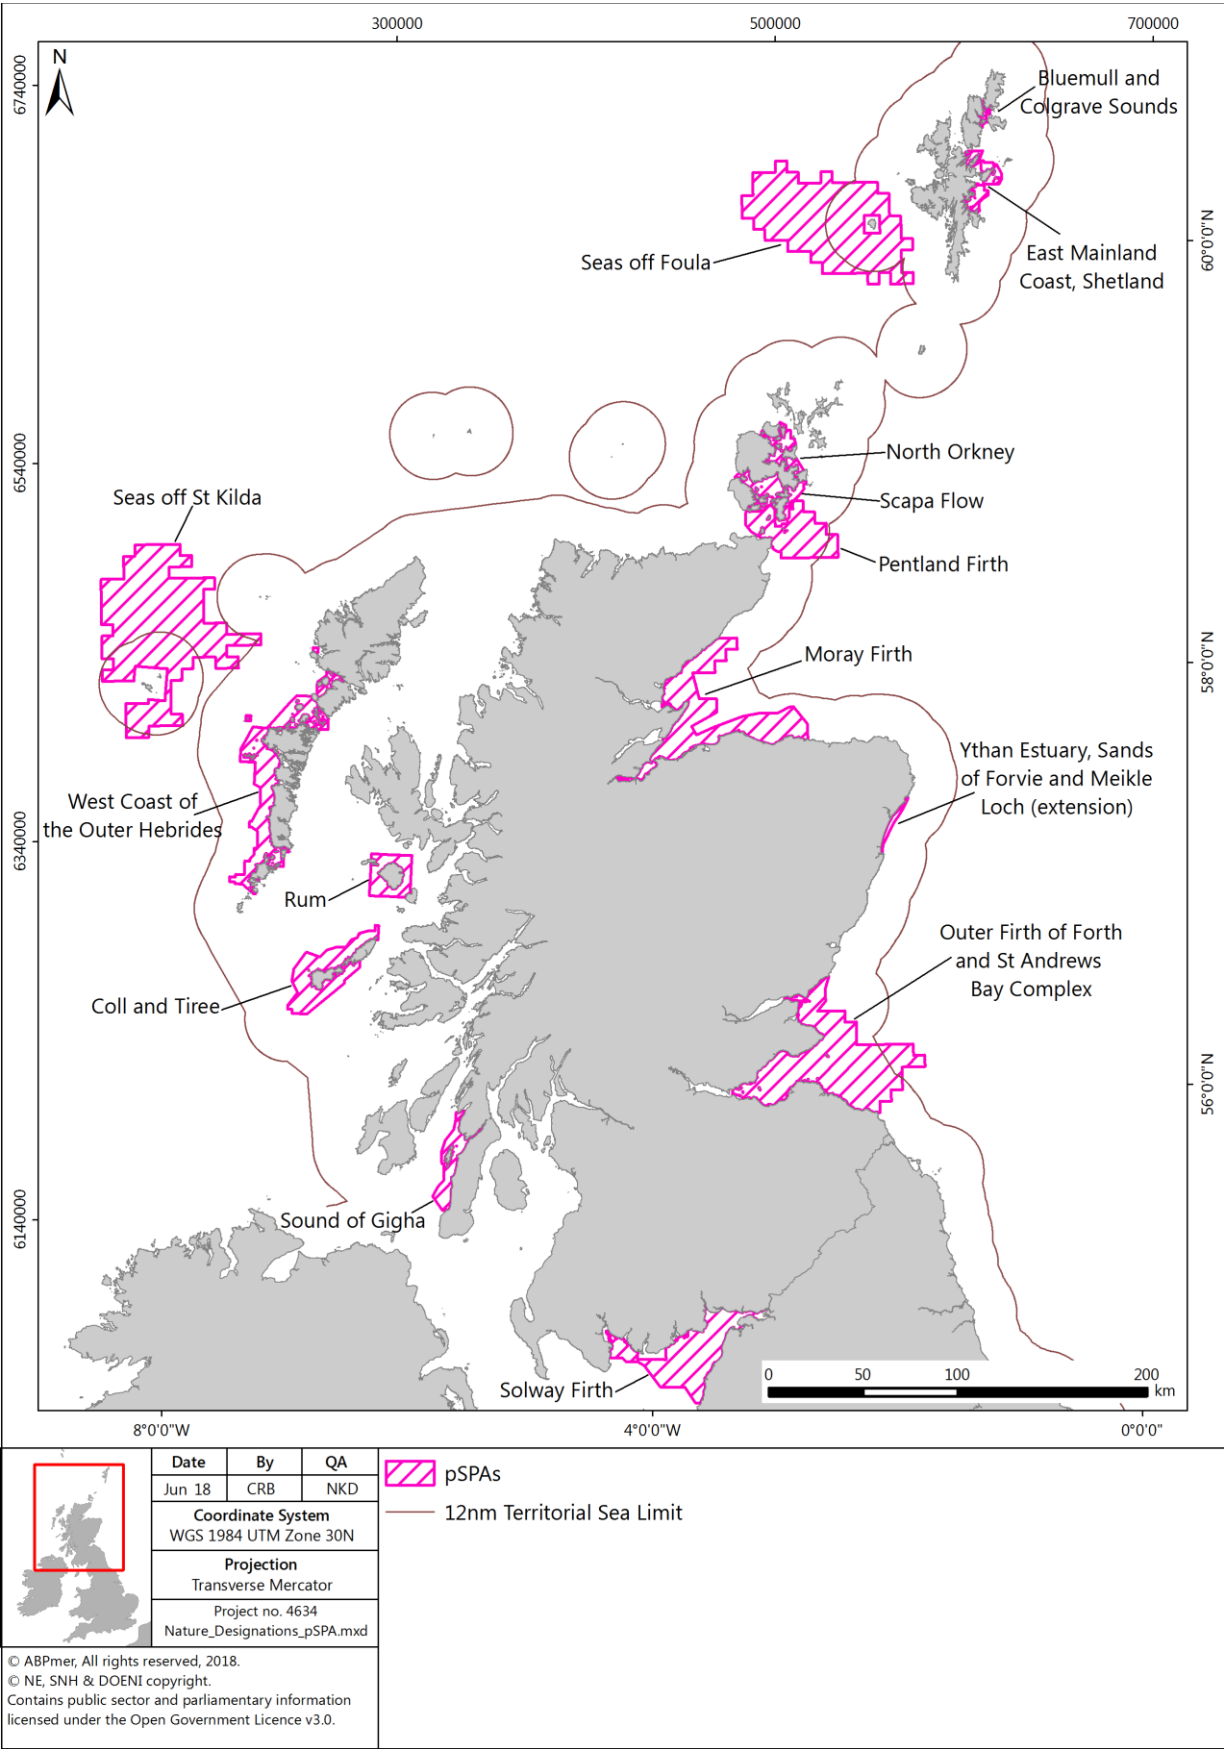 300000
500000
700000
N
6740000
Bluemull and
Colgrave Sounds
60°0'0"N
Seas off Foula
East Mainland
Coast, Shetland
North Orkney
6540000
Seas off St Kilda
Scapa Flow
Pentland Firth
Moray Firth
58°0'0"N
Ythan Estuary, Sands
of Forvie and Meikle
Loch (extension)
West Coast of
the Outer Hebrides
6340000
Rum
Outer Firth of Forth
and St Andrews
Bay Complex
Coll and Tiree
56°0'0"N
6140000
Sound of Gigha
Solway Firth
0 50 100 200
km
8°0'0"W
4°0'0"W
0°0'0"
Date By QA
Jun 18 CRB NKD
Coordinate System
WGS 1984 UTM Zone 30N
Projection
Transverse Mercator
Project no. 4634
Nature_Designations_pSPA.mxd
© ABPmer, All rights reserved, 2018.
© NE, SNH & DOENI copyright.
Contains public sector and parliamentary information
licensed under the Open Government Licence v3.0.
pSPAs
12nm Territorial Sea Limit